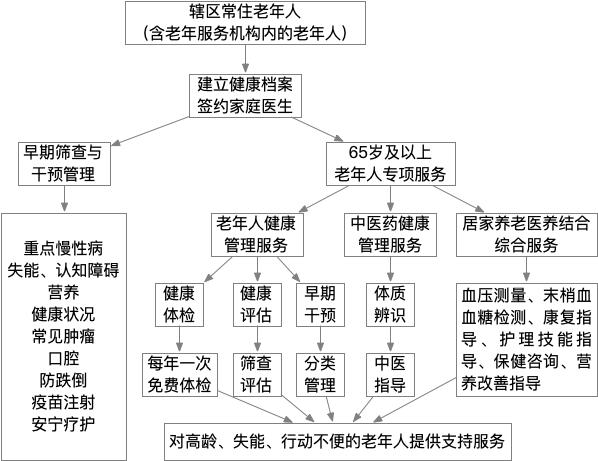 辖区常住老年人
（含老年服务机构内的老年人）
建立健康档案
签约家庭医生
早期筛查与
干预管理
65岁及以上
老年人专项服务
重点慢性病
失能、认知障碍
营养
健康状况
常见肿瘤
口腔
防跌倒
疫苗注射
安宁疗护
老年人健康
管理服务
中医药健康
管理服务
居家养老医养结合
综合服务
健康
体检
健康
评估
早期
干预
体质
辨识
血压测量、末梢血
血糖检测、康复指
导、护理技能指
导、保健咨询、营
养改善指导
每年一次
免费体检
筛查
评估
分类
管理
中医
指导
对高龄、失能、行动不便的老年人提供支持服务